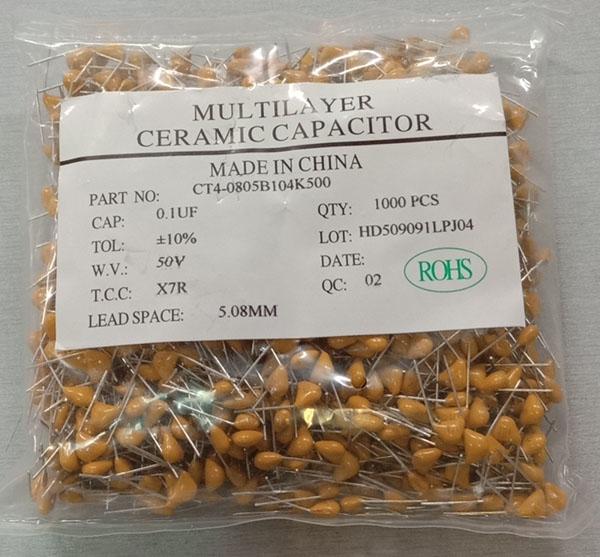 MULTILAYER
CERAMIC CAPACITOR
MADE IN CHINA
PART NO: CT4-0805B104K500
CAP: 0.1UF
TOL: ±10%
W.V.: 50V
T.C.C: X7R
LEAD SPACE: 5.08MM
QTY: 1000 PCS
LOT: HD509091LPJ04
DATE:
QC: 02
ROHS